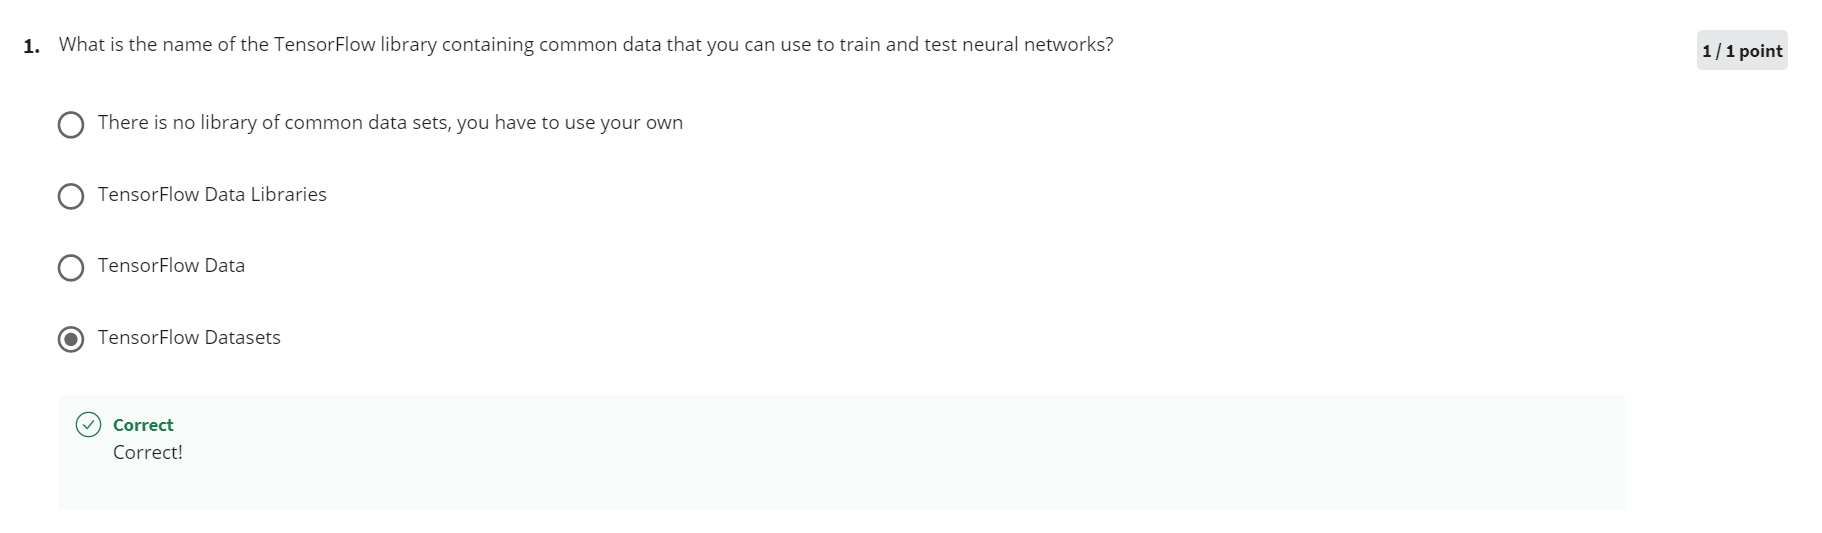 1. What is the name of the TensorFlow library containing common data that you can use to train and test neural networks?
1 / 1 point
There is no library of common data sets, you have to use your own
TensorFlow Data Libraries
TensorFlow Data
TensorFlow Datasets
Correct
Correct!